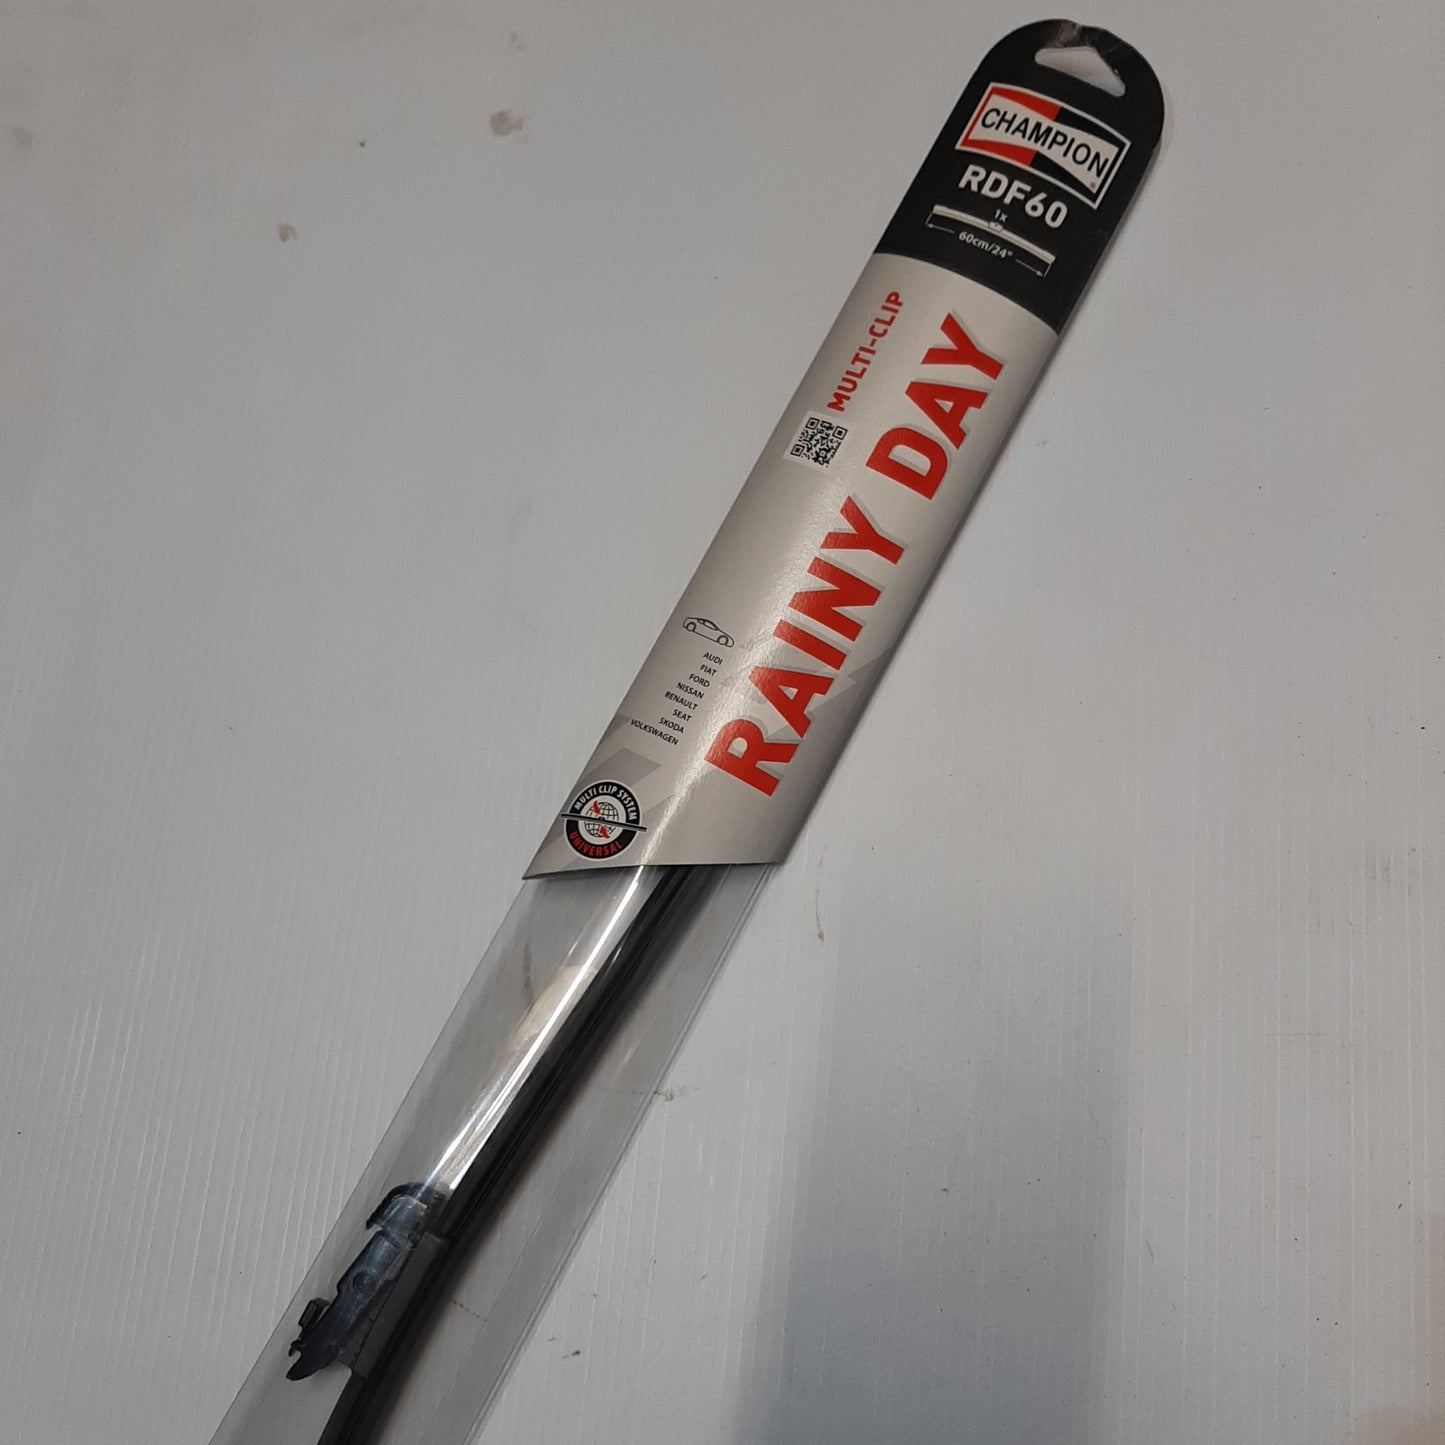 CHAMPION
RDF60
1x
60cm/24"
MULTI-CLIP
RAINY DAY
AUDI
FIAT
FORD
NISSAN
RENAULT
SEAT
SKODA
VOLKSWAGEN
MULTI CLIP SYSTEM
UNIVERSAL